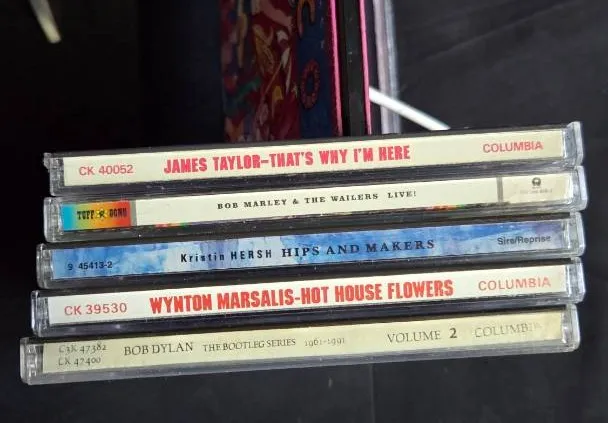 CK 40052 JAMES TAYLOR-THAT'S WHY I'M HERE COLUMBIA
TUFF GONG BOB MARLEY & THE WAILERS LIVE!
9 45413-2 Kristin HERSH HIPS AND MAKERS Sire/Reprise
CK 39530 WYNTON MARSALIS-HOT HOUSE FLOWERS COLUMBIA
C3K 47382
CK 47400 BOB DYLAN THE BOOTLEG SERIES 1961-1991 VOLUME 2 COLUMBIA